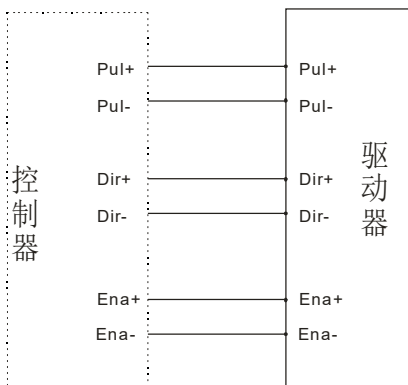 控制器
Pul+ Pul+
Pul- Pul-
Dir+ Dir+
Dir- Dir-
Ena+ Ena+
Ena- Ena-
驱动器